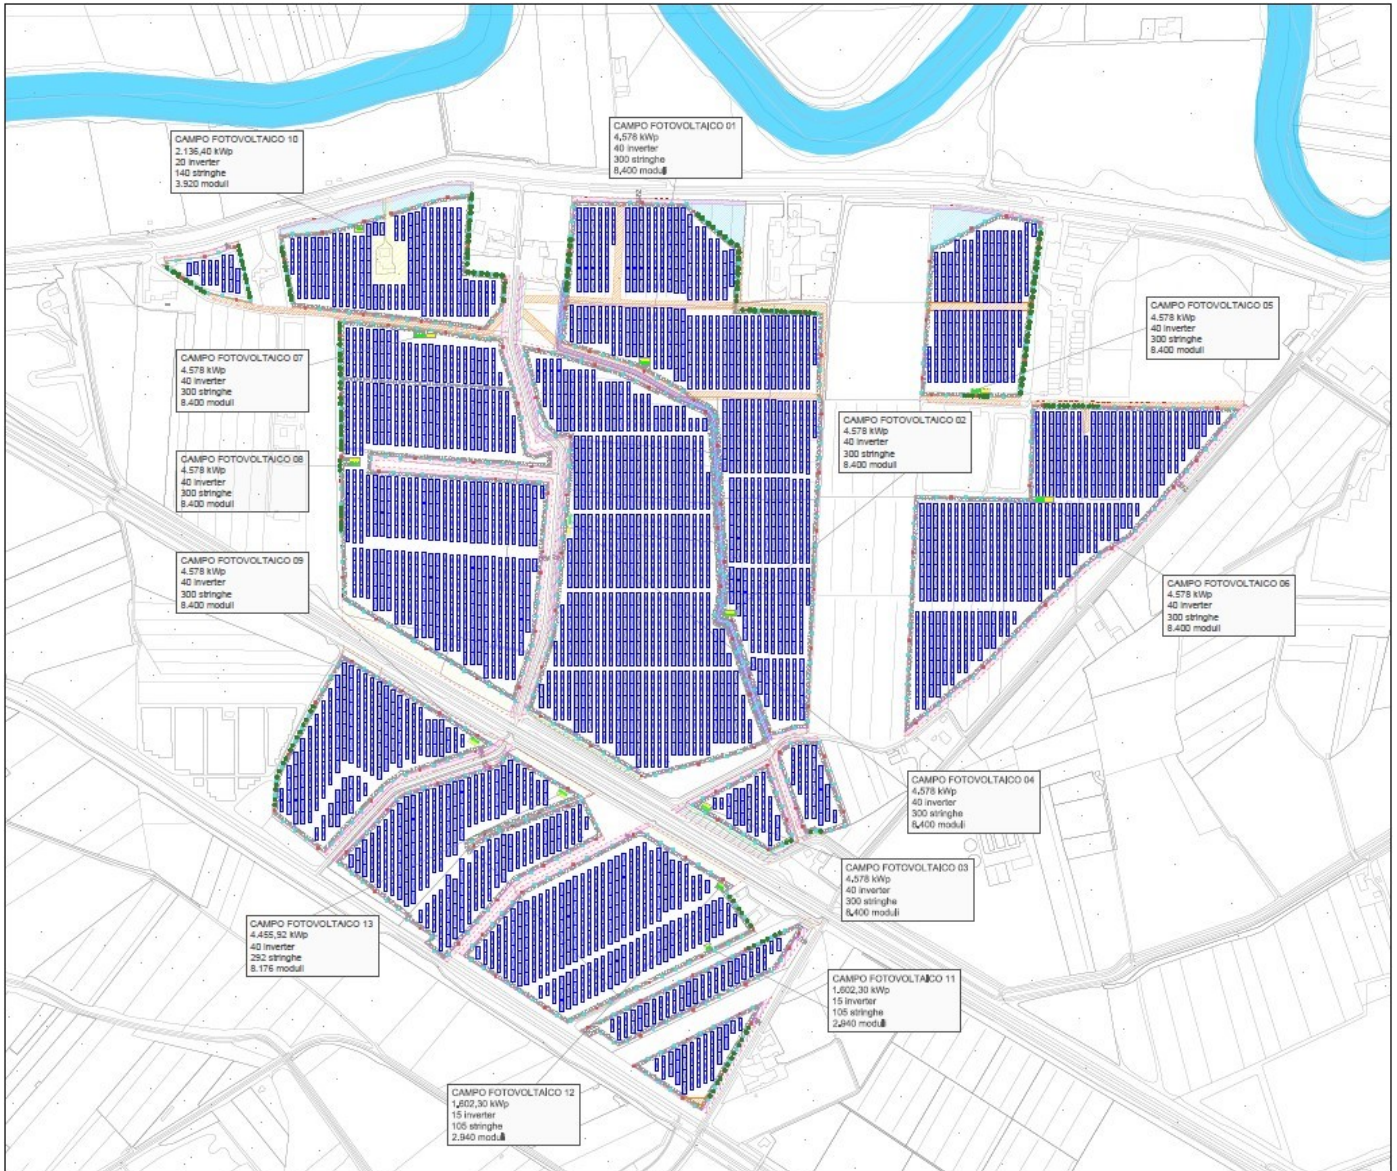 CAMPO FOTOVOLTAICO 10
2.136,40 kWp
20 inverter
140 stringhe
3.920 moduli
CAMPO FOTOVOLTAICO 01
4.578 kWp
40 inverter
300 stringhe
8.400 moduli
CAMPO FOTOVOLTAICO 05
4.578 kWp
40 inverter
300 stringhe
8.400 moduli
CAMPO FOTOVOLTAICO 07
4.578 kWp
40 inverter
300 stringhe
8.400 moduli
CAMPO FOTOVOLTAICO 02
4.578 kWp
40 inverter
300 stringhe
8.400 moduli
CAMPO FOTOVOLTAICO 08
4.578 kWp
40 inverter
300 stringhe
8.400 moduli
CAMPO FOTOVOLTAICO 09
4.578 kWp
40 inverter
300 stringhe
8.400 moduli
CAMPO FOTOVOLTAICO 06
4.578 kWp
40 inverter
300 stringhe
8.400 moduli
CAMPO FOTOVOLTAICO 04
4.578 kWp
40 inverter
300 stringhe
8.400 moduli
CAMPO FOTOVOLTAICO 03
4.578 kWp
40 inverter
300 stringhe
8.400 moduli
CAMPO FOTOVOLTAICO 13
4.455,92 kWp
40 inverter
292 stringhe
8.176 moduli
CAMPO FOTOVOLTAICO 11
1.602,30 kWp
15 inverter
105 stringhe
2.940 moduli
CAMPO FOTOVOLTAICO 12
1.602,30 kWp
15 inverter
105 stringhe
2.940 moduli